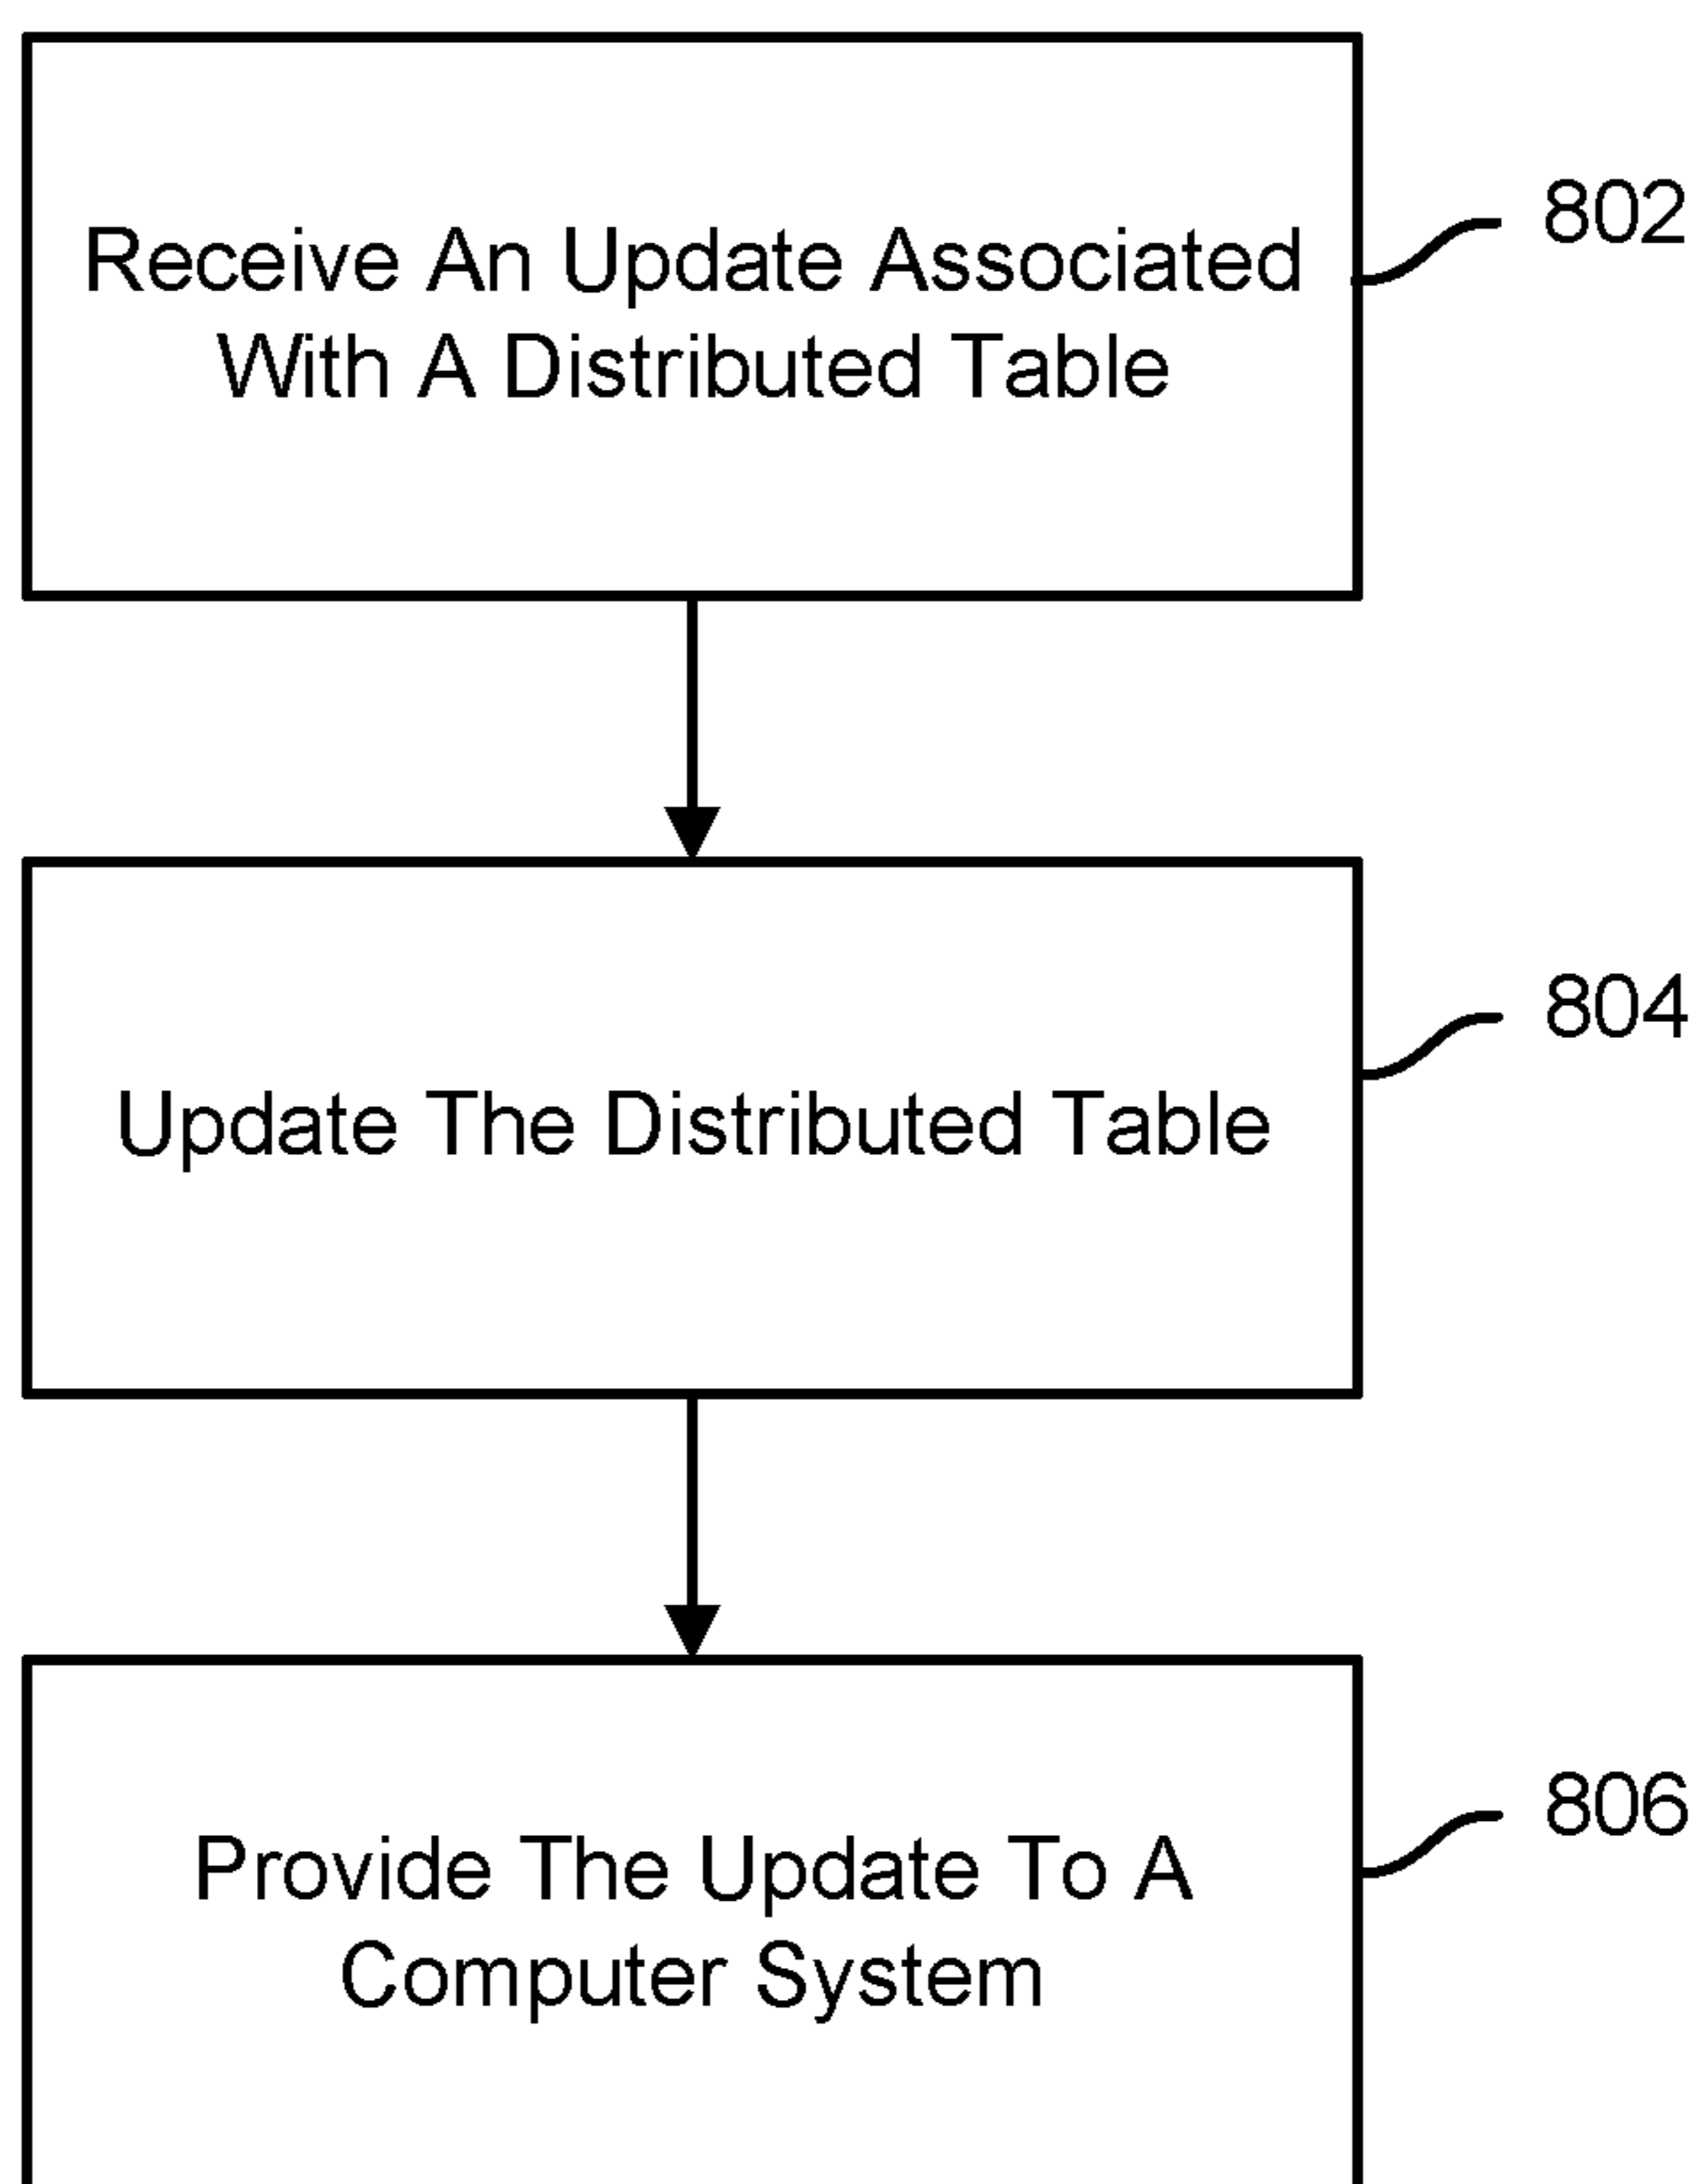 Receive An Update Associated
With A Distributed Table
802
Update The Distributed Table
804
Provide The Update To A
Computer System
806